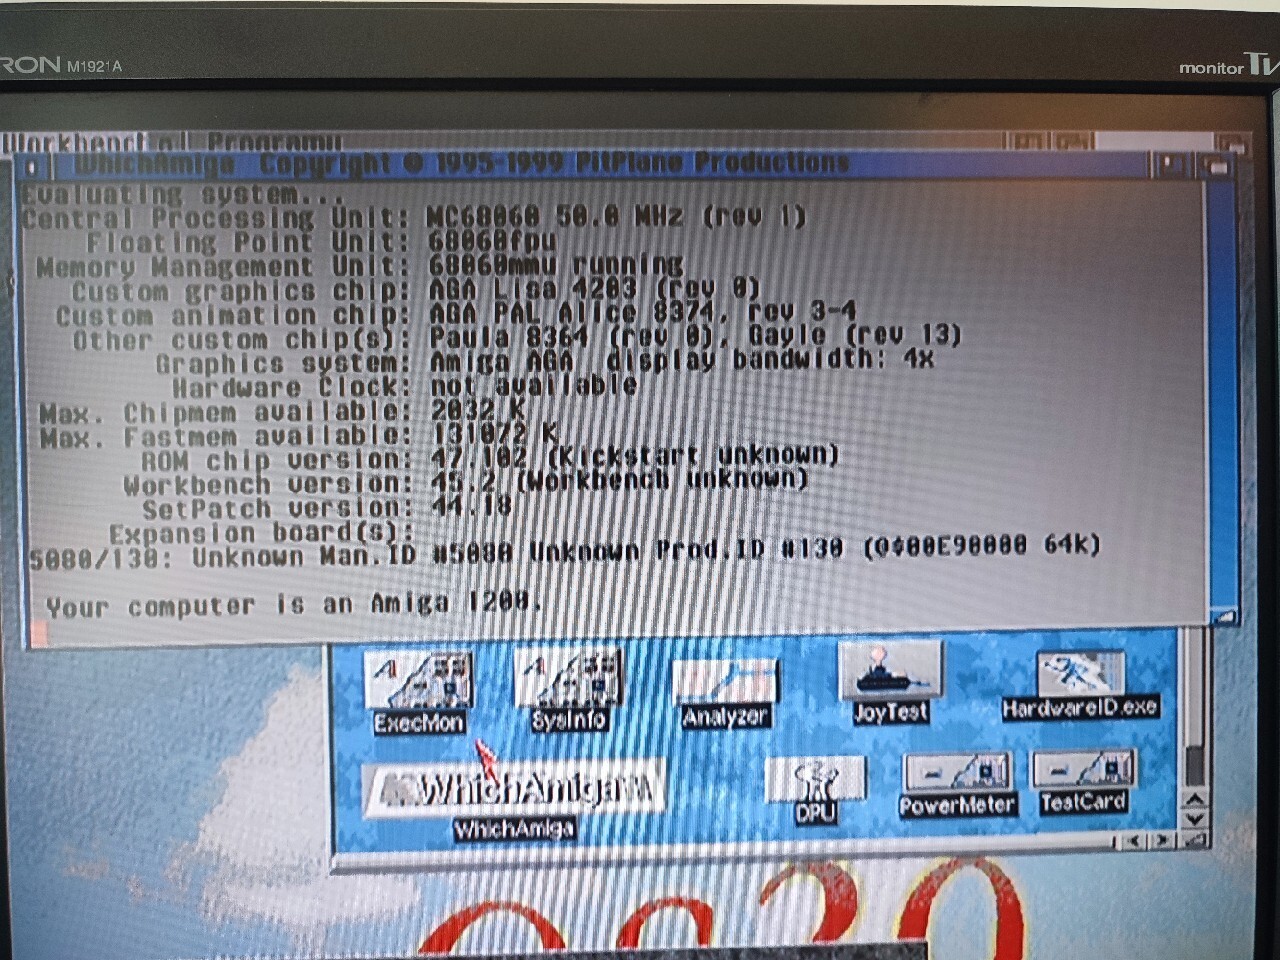 RON M1921A
monitor TV
Workbench
WhichAmiga Copyright © 1995-1999 PitPlane Productions
Evaluating system...
Central Processing Unit: MC68060 50.0 MHz (rev 1)
Floating Point Unit: 68060fpu
Memory Management Unit: 68060mmu running
Custom graphics chip: AGA Lisa 4203 (rev 0)
Custom animation chip: AGA PAL Alice 8374, rev 3-4
Other custom chip(s): Paula 8364 (rev 0), Gayle (rev 13)
Graphics system: Amiga AGA display bandwidth: 4x
Hardware Clock: not available
Max. Chipmem available: 2032 K
Max. Fastmem available: 131072 K
ROM chip version: 47.102 (Kickstart unknown)
Workbench version: 45.2 (Workbench unknown)
SetPatch version: 44.18
Expansion board(s):
5080/130: Unknown Man.ID #5080 Unknown Prod.ID #130 (@$00E90000 64k)
Your computer is an Amiga 1200.
ExecMon
SysInfo
Analyzer
JoyTest
HardwareID.exe
WhichAmiga
WhichAmiga
DPU
PowerMeter
TestCard